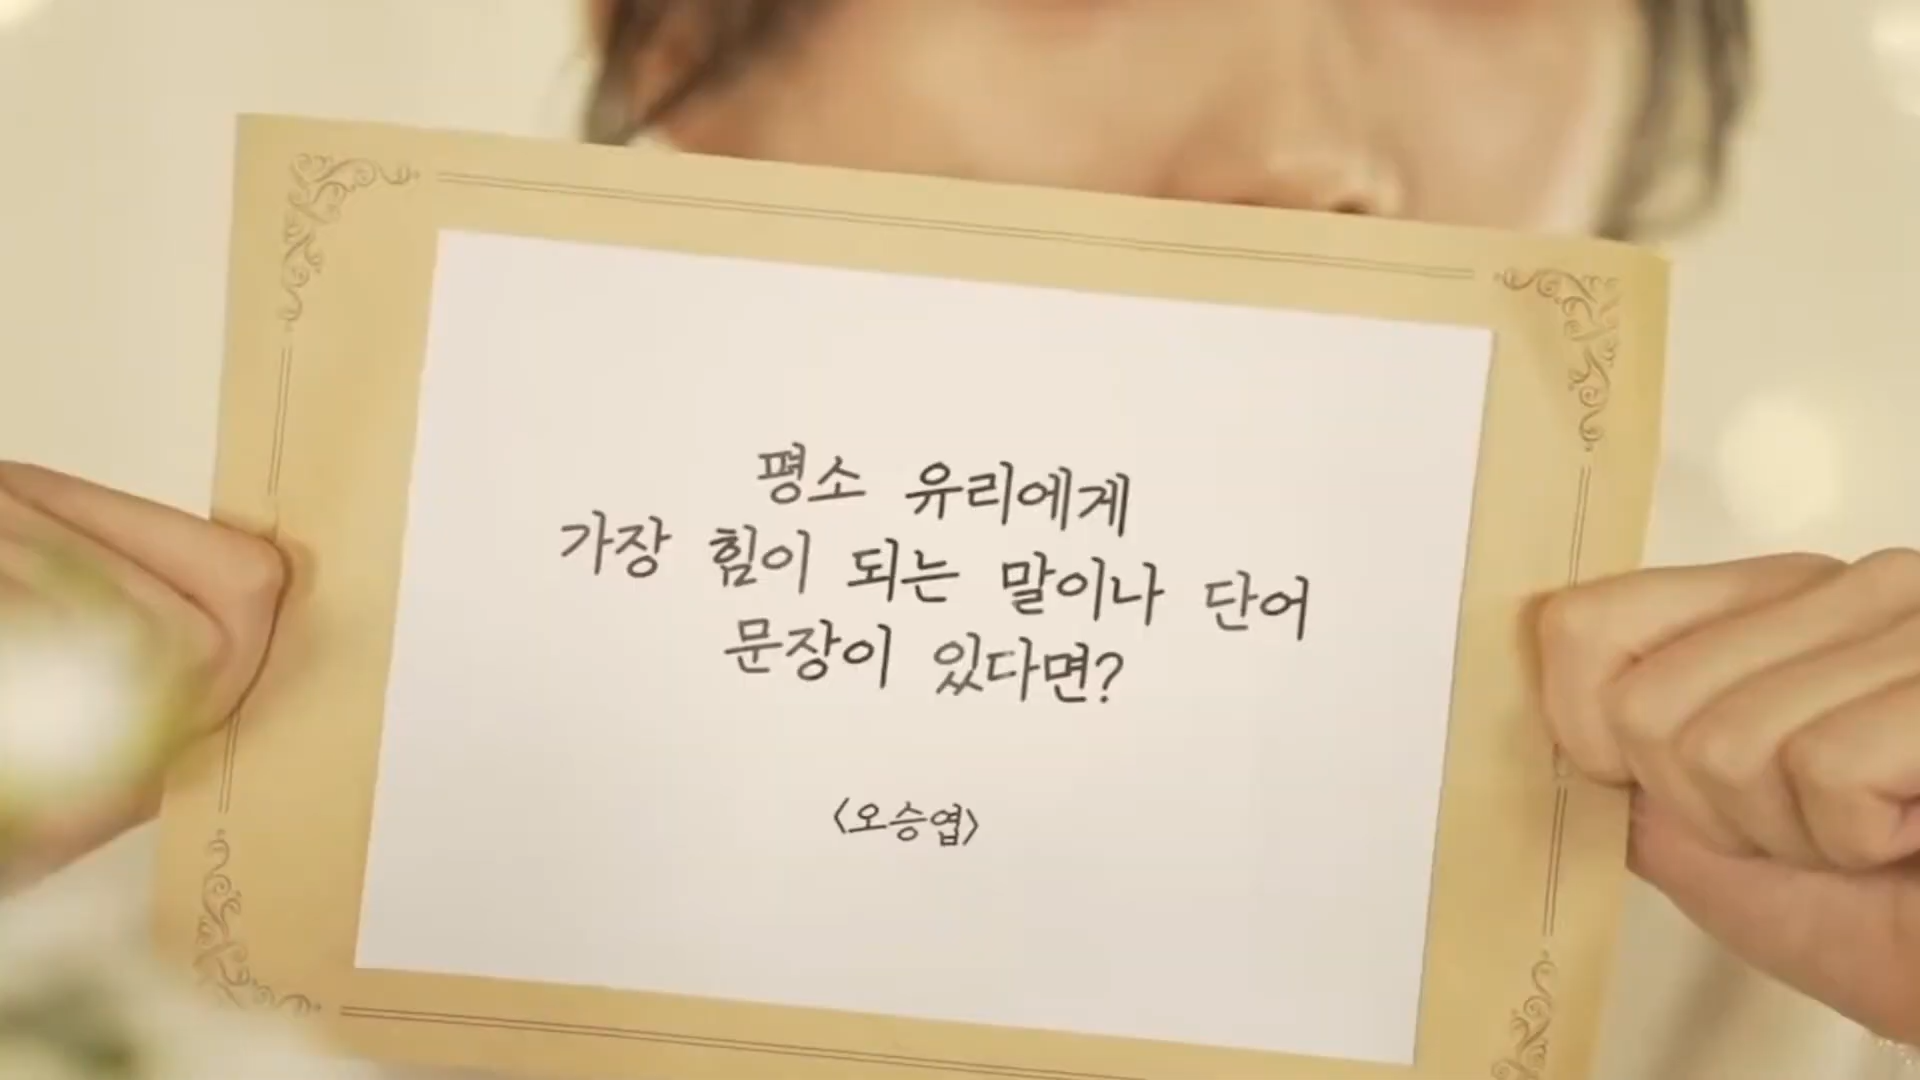 평소 유리에게
가장 힘이 되는 말이나 단어
문장이 있다면?
<오승엽>